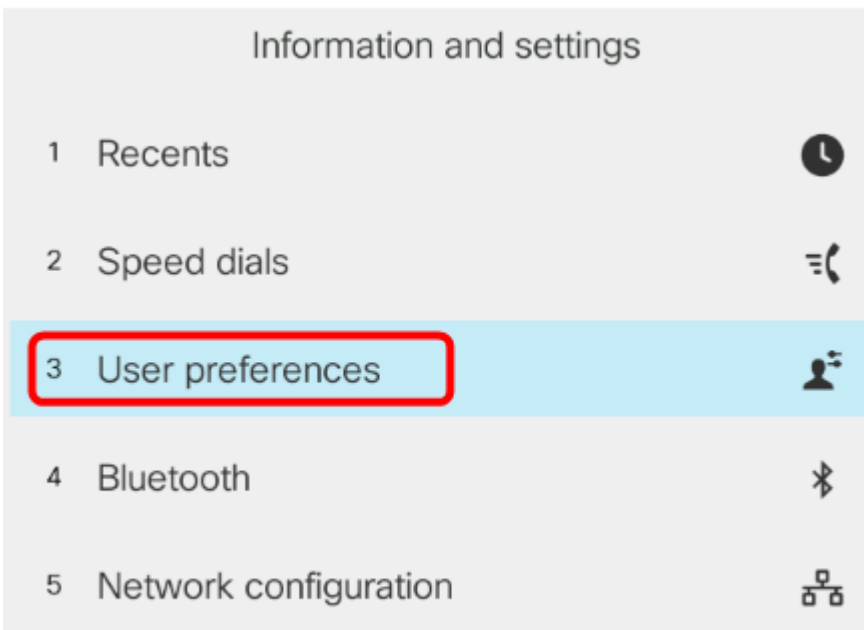 Information and settings
1 Recents
2 Speed dials
3 User preferences
4 Bluetooth
5 Network configuration